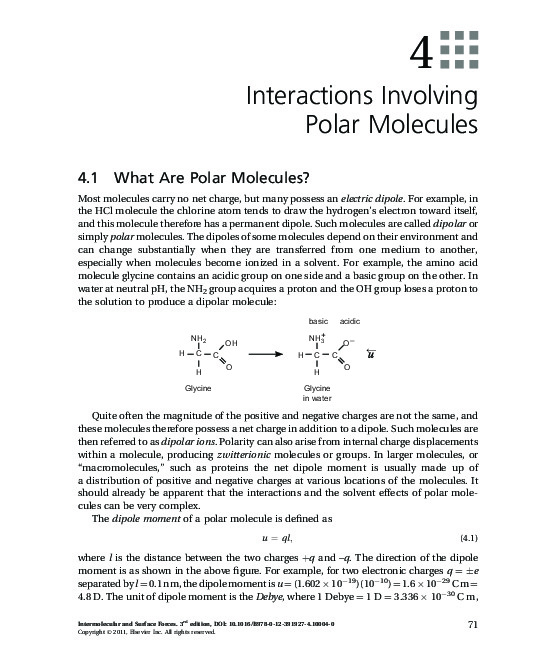 4
Interactions Involving
Polar Molecules
4.1 What Are Polar Molecules?
Most molecules carry no net charge, but many possess an electric dipole. For example, in
the HCl molecule the chlorine atom tends to draw the hydrogen's electron toward itself,
and this molecule therefore has a permanent dipole. Such molecules are called dipolar or
simply polar molecules. The dipoles of some molecules depend on their environment and
can change substantially when they are transferred from one medium to another,
especially when molecules become ionized in a solvent. For example, the amino acid
molecule glycine contains an acidic group on one side and a basic group on the other. In
water at neutral pH, the NH₂ group acquires a proton and the OH group loses a proton to
the solution to produce a dipolar molecule:
basic acidic
NH₂ OH NH₃⁺ O⁻
H C C H C C u
H O H O
Glycine Glycine
in water
Quite often the magnitude of the positive and negative charges are not the same, and
these molecules therefore possess a net charge in addition to a dipole. Such molecules are
then referred to as dipolar ions. Polarity can also arise from internal charge displacements
within a molecule, producing zwitterionic molecules or groups. In larger molecules, or
"macromolecules," such as proteins the net dipole moment is usually made up of
a distribution of positive and negative charges at various locations of the molecules. It
should already be apparent that the interactions and the solvent effects of polar mole-
cules can be very complex.
The dipole moment of a polar molecule is defined as
u = ql, (4.1)
where l is the distance between the two charges +q and –q. The direction of the dipole
moment is as shown in the above figure. For example, for two electronic charges q = ±e
separated by l = 0.1 nm, the dipole moment is u = (1.602 × 10⁻¹⁹)(10⁻¹⁰) = 1.6 × 10⁻²⁹ C m =
4.8 D. The unit of dipole moment is the Debye, where 1 Debye = 1 D = 3.336 × 10⁻³⁰ C m,
Intermolecular and Surface Forces. 3rd edition, DOI: 10.1016/B978-0-12-391927-4.10004-0 71
Copyright © 2011, Elsevier Inc. All rights reserved.